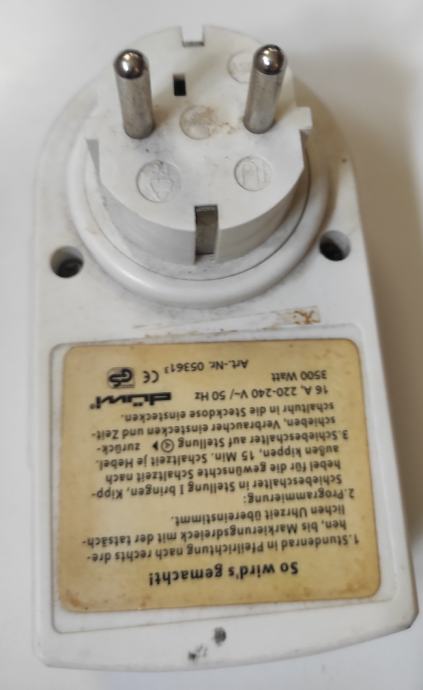 So wird's gemacht!
1.Stundenrad in Pfeilrichtung nach rechts dre-
hen, bis, Markierungsdreieck mit der tatsäch-
lichen Uhrzeit übereinstimmt.
2.Programmierung:
Schiebeschalter in Stellung I bringen, Kipp-
hebel für die gewünschte Schaltzeit nach
außen kippen, 15 Min. Schaltzeit je Hebel.
3.Schiebeschalter auf Stellung zurück-
schieben, Verbraucher einstecken und Zeit-
schaltuhr in die Steckdose einstecken.
16 A, 220-240 V~/ 50 Hz düwi
3500 Watt
Art.-Nr. 05361³ CE GS